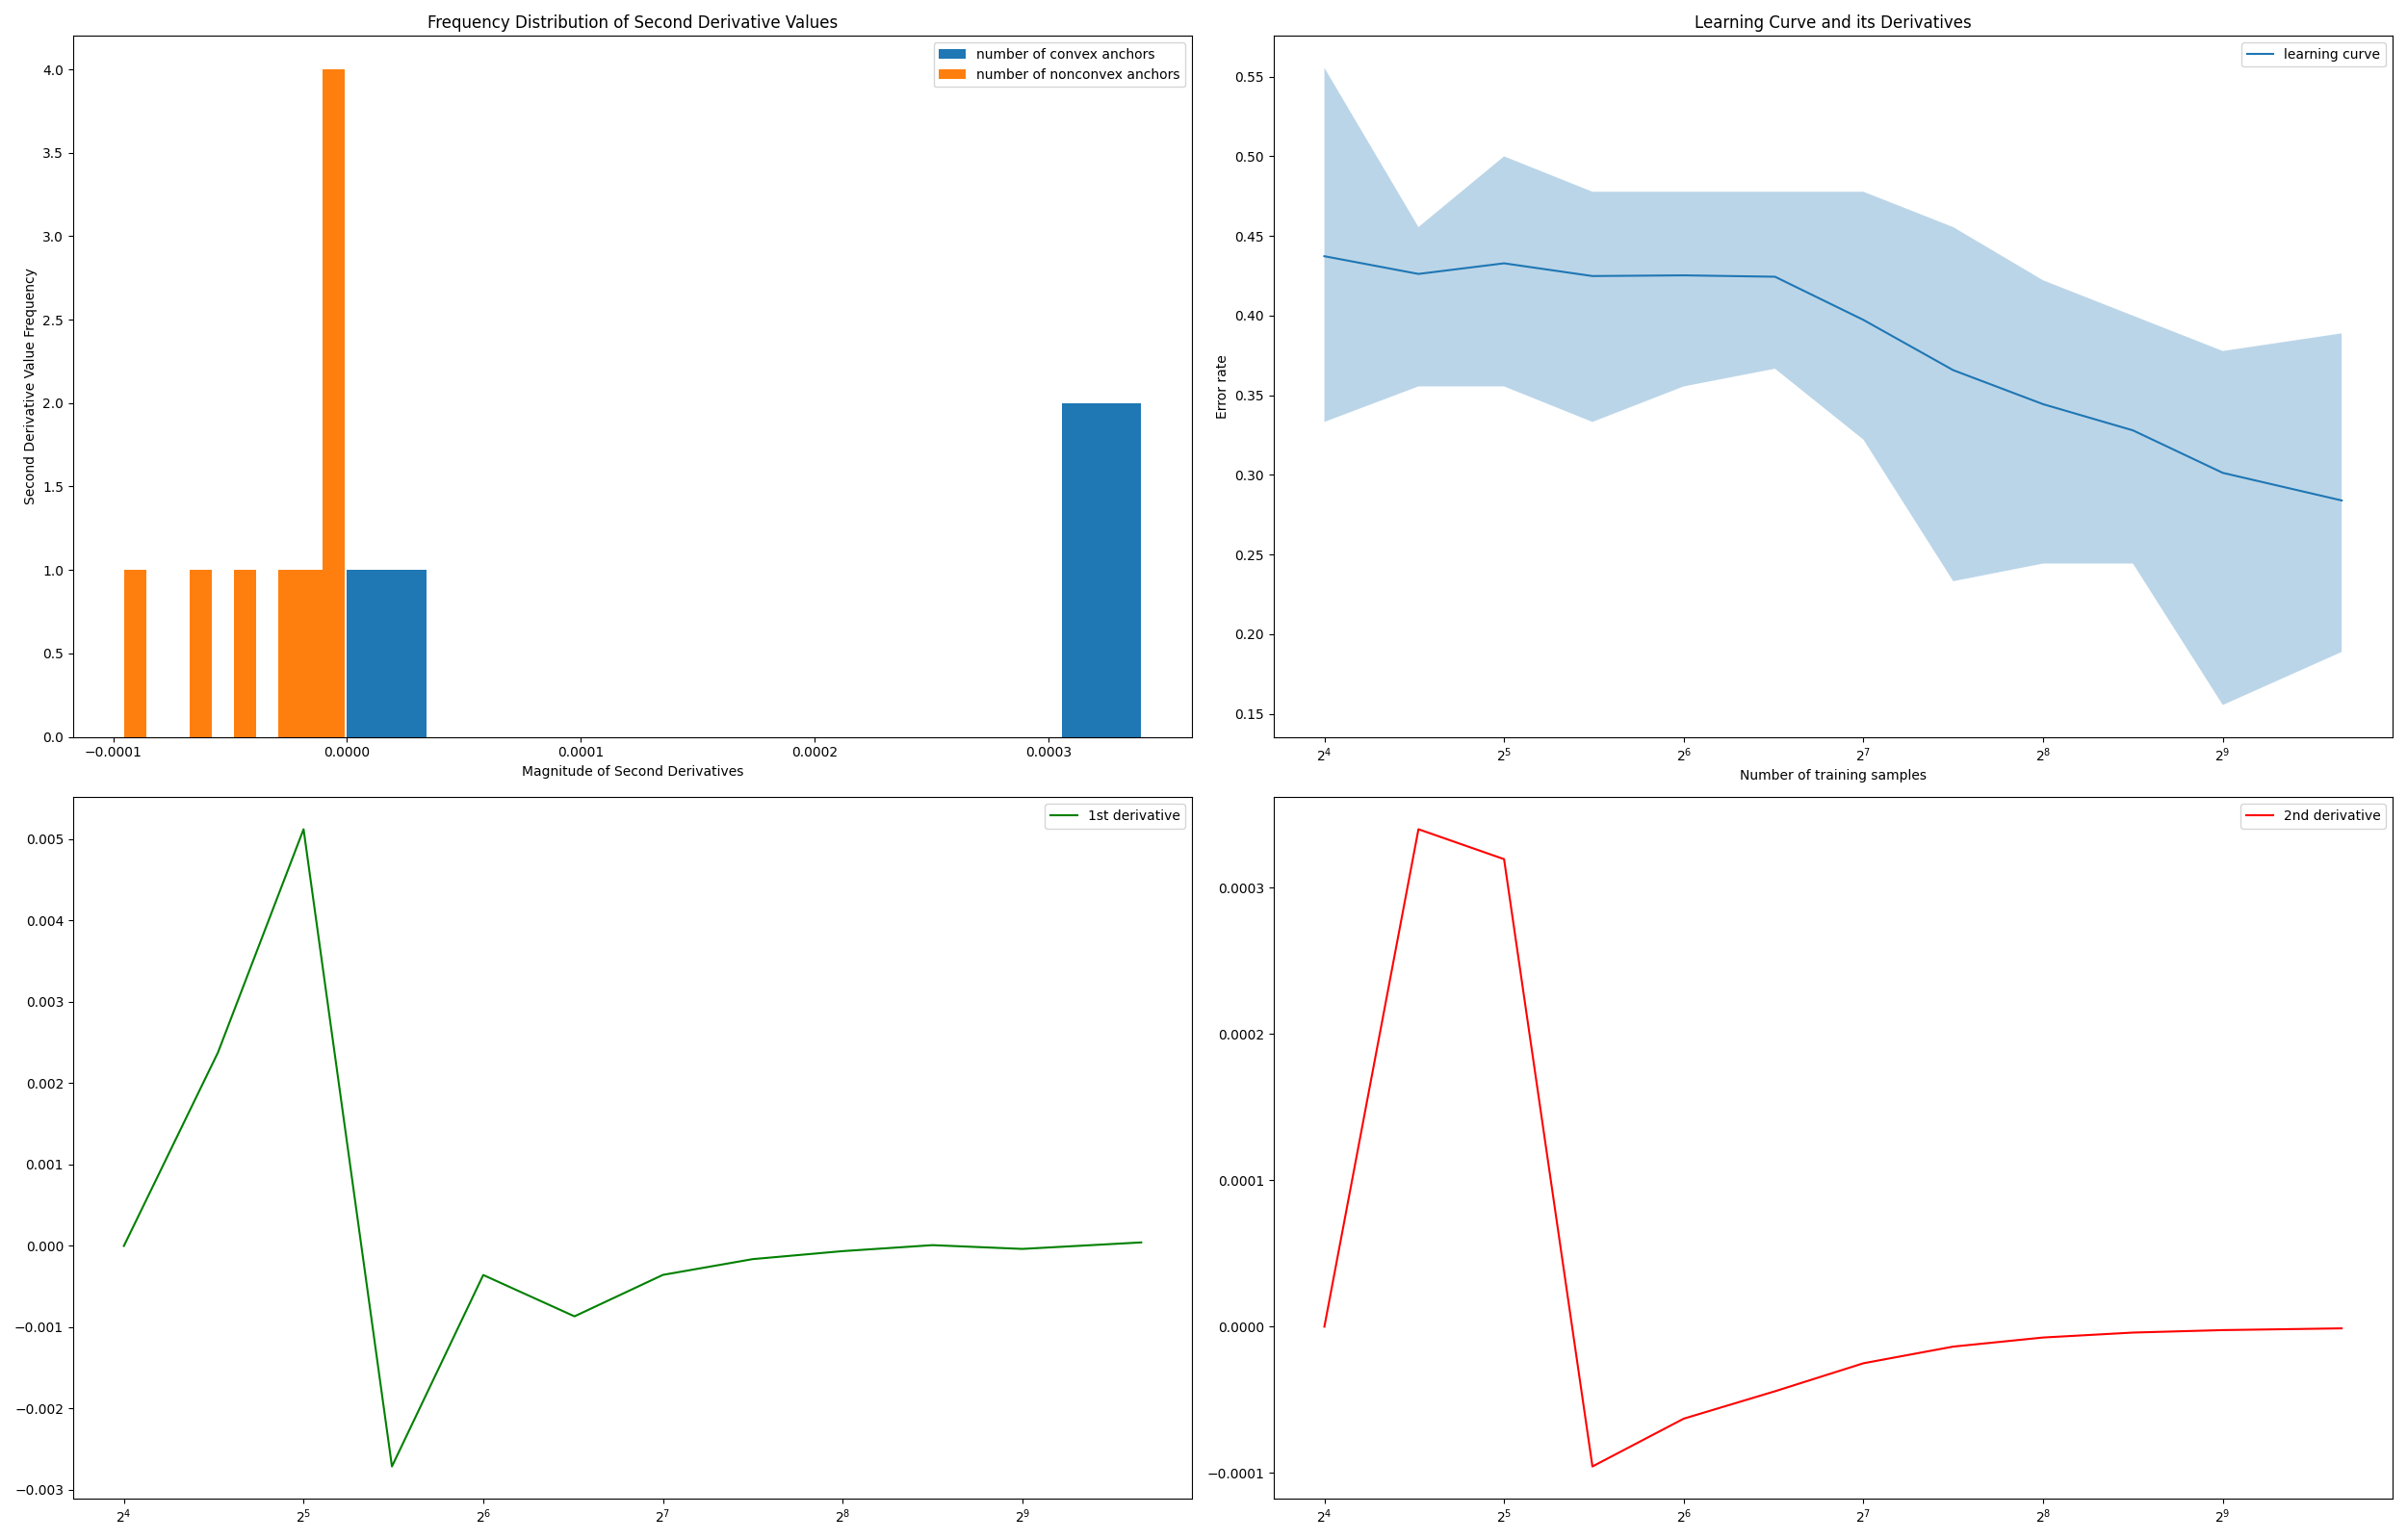 Frequency Distribution of Second Derivative Values
number of convex anchors
number of nonconvex anchors
Second Derivative Value Frequency
4.0
3.5
3.0
2.5
2.0
1.5
1.0
0.5
0.0
−0.0001 0.0000 0.0001 0.0002 0.0003
Magnitude of Second Derivatives
Learning Curve and its Derivatives
learning curve
Error rate
0.55
0.50
0.45
0.40
0.35
0.30
0.25
0.20
0.15
2⁴ 2⁵ 2⁶ 2⁷ 2⁸ 2⁹
Number of training samples
1st derivative
0.005
0.004
0.003
0.002
0.001
0.000
−0.001
−0.002
−0.003
2⁴ 2⁵ 2⁶ 2⁷ 2⁸ 2⁹
2nd derivative
0.0003
0.0002
0.0001
0.0000
−0.0001
2⁴ 2⁵ 2⁶ 2⁷ 2⁸ 2⁹